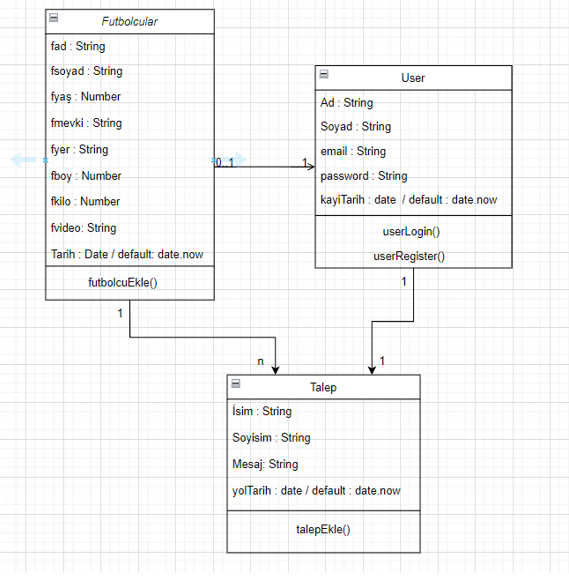 Futbolcular
fad : String
fsoyad : String
fyaş : Number
fmevki : String
fyer : String
fboy : Number
fkilo : Number
fvideo: String
Tarih : Date / default: date.now
futbolcuEkle()
0..1
1
User
Ad : String
Soyad : String
email : String
password : String
kayiTarih : date / default : date.now
userLogin()
userRegister()
1
1
n
1
Talep
İsim : String
Soyisim : String
Mesaj: String
yolTarih : date / default : date.now
talepEkle()